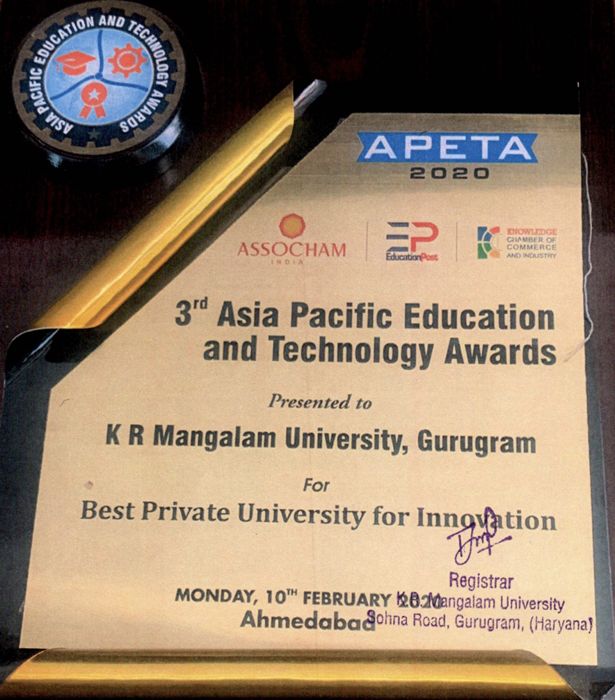 ASIA PACIFIC EDUCATION AND TECHNOLOGY AWARDS
APETA
2020
ASSOCHAM
INDIA
EP
EducationPost
KNOWLEDGE
CHAMBER OF
COMMERCE
AND INDUSTRY
3rd Asia Pacific Education
and Technology Awards
Presented to
K R Mangalam University, Gurugram
For
Best Private University for Innovation
MONDAY, 10TH FEBRUARY 2020
Ahmedabad
Registrar
K.R. Mangalam University
Sohna Road, Gurugram, (Haryana)